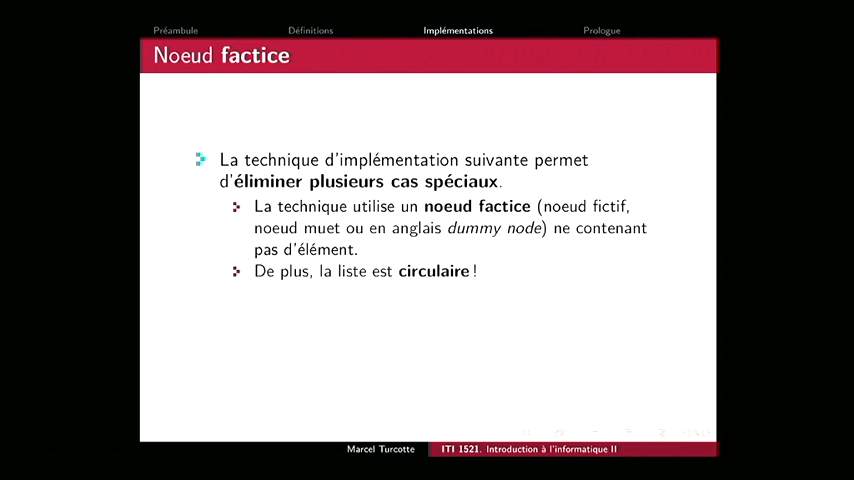 Préambule Définitions Implémentations Prologue
Noeud factice
La technique d'implémentation suivante permet
d'éliminer plusieurs cas spéciaux.
La technique utilise un noeud factice (noeud fictif,
noeud muet ou en anglais dummy node) ne contenant
pas d'élément.
De plus, la liste est circulaire !
Marcel Turcotte ITI 1521. Introduction à l'informatique II